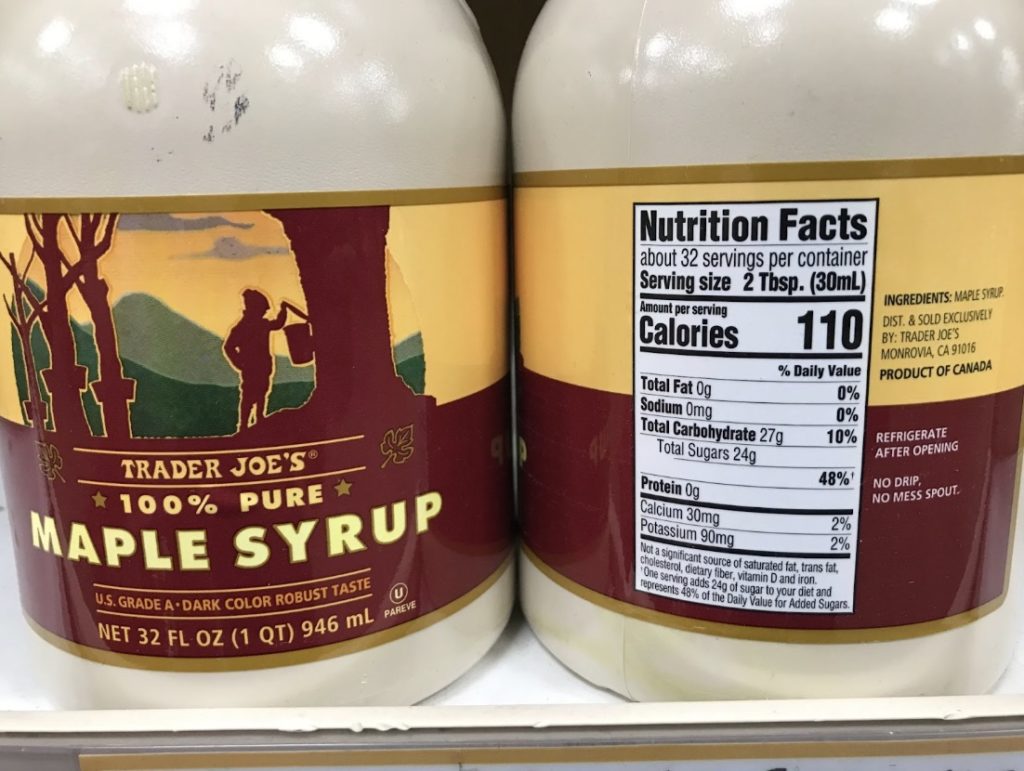 TRADER JOE'S®
100% PURE
MAPLE SYRUP
U.S. GRADE A • DARK COLOR ROBUST TASTE
NET 32 FL OZ (1 QT) 946 mL
U
PAREVE
Nutrition Facts
about 32 servings per container
Serving size 2 Tbsp. (30mL)
Amount per serving
Calories 110
% Daily Value
Total Fat 0g 0%
Sodium 0mg 0%
Total Carbohydrate 27g 10%
Total Sugars 24g
48%†
Protein 0g
Calcium 30mg 2%
Potassium 90mg 2%
Not a significant source of saturated fat, trans fat,
cholesterol, dietary fiber, vitamin D and iron.
†One serving adds 24g of sugar to your diet and
represents 48% of the Daily Value for Added Sugars.
INGREDIENTS: MAPLE SYRUP.
DIST. & SOLD EXCLUSIVELY
BY: TRADER JOE'S
MONROVIA, CA 91016
PRODUCT OF CANADA
REFRIGERATE
AFTER OPENING
NO DRIP,
NO MESS SPOUT.